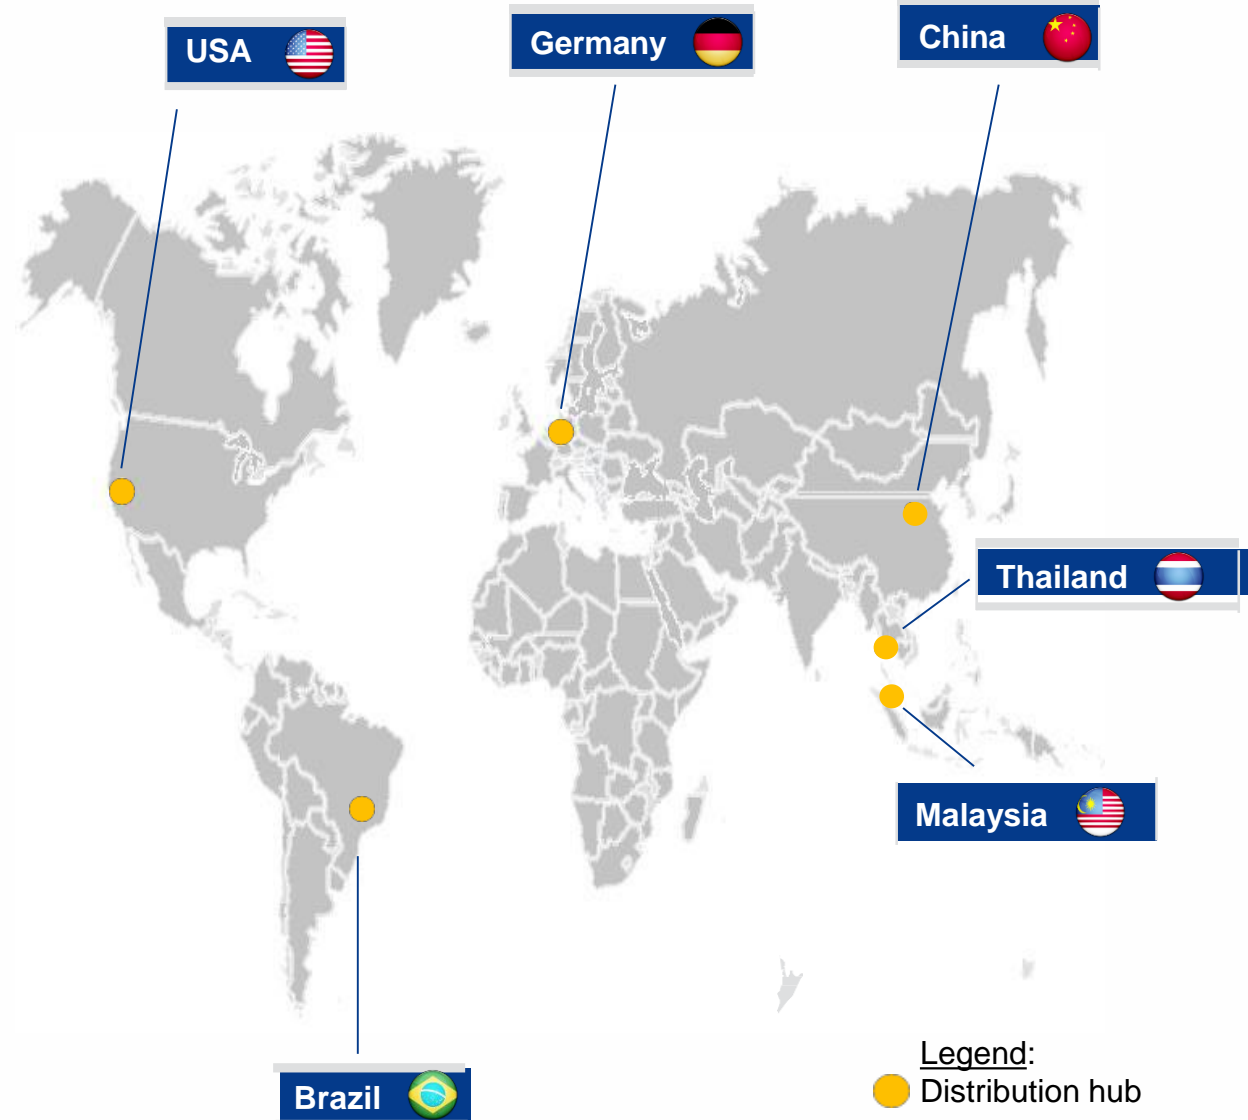 USA
Germany
China
Thailand
Malaysia
Brazil
Legend:
Distribution hub